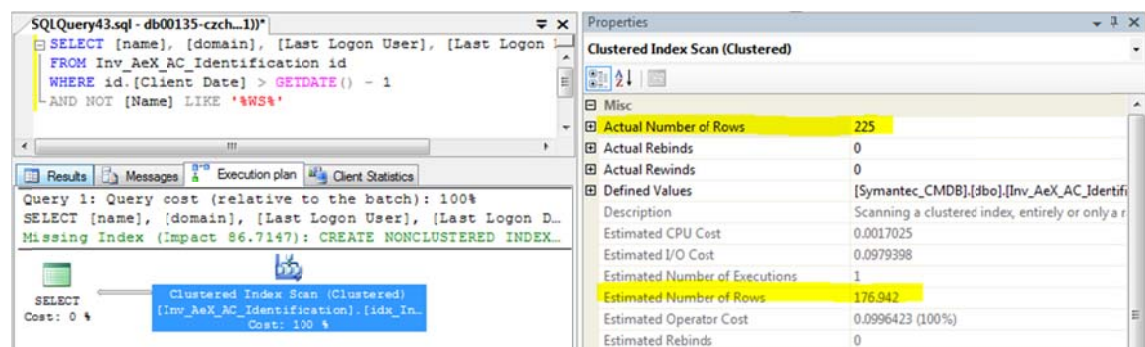 SQLQuery43.sql - db00135-czch...1))*
SELECT [name], [domain], [Last Logon User], [Last Logon
FROM Inv_AeX_AC_Identification id
WHERE id.[Client Date] > GETDATE() - 1
AND NOT [Name] LIKE '%WS%'
Results Messages Execution plan Client Statistics
Query 1: Query cost (relative to the batch): 100%
SELECT [name], [domain], [Last Logon User], [Last Logon D...
Missing Index (Impact 86.7147): CREATE NONCLUSTERED INDEX...
SELECT
Cost: 0 %
Clustered Index Scan (Clustered)
[Inv_AeX_AC_Identification].[idx_In...
Cost: 100 %
Properties
Clustered Index Scan (Clustered)
Misc
Actual Number of Rows 225
Actual Rebinds 0
Actual Rewinds 0
Defined Values [Symantec_CMDB].[dbo].[Inv_AeX_AC_Identifi
Description Scanning a clustered index, entirely or only a r
Estimated CPU Cost 0.0017025
Estimated I/O Cost 0.0979398
Estimated Number of Executions 1
Estimated Number of Rows 176.942
Estimated Operator Cost 0.0996423 (100%)
Estimated Rebinds 0